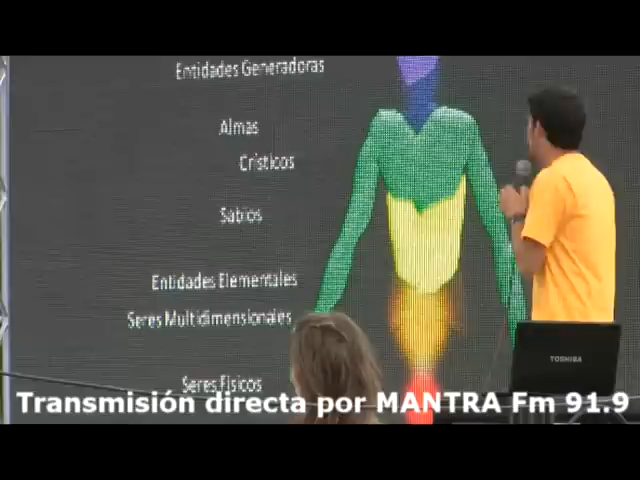 Entidades Generadoras
Almas
Crísticos
Sabios
Entidades Elementales
Seres Multidimensionales
Seres Físicos
TOSHIBA
Transmisión directa por MANTRA Fm 91.9